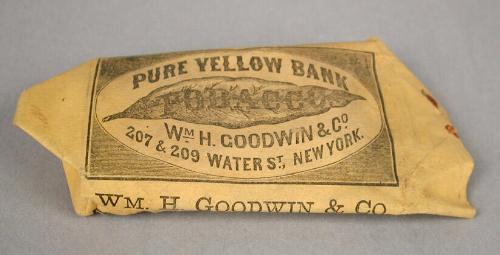 PURE YELLOW BANK
TOBACCO
WM H. GOODWIN & CO
207 & 209 WATER ST, NEW YORK.
WM. H. GOODWIN & CO.